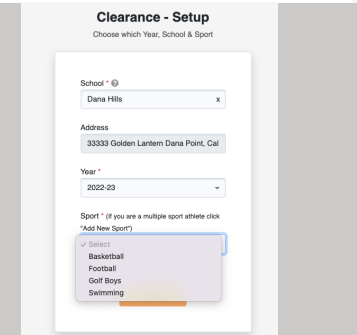 Clearance - Setup
Choose which Year, School & Sport
School *
Dana Hills x
Address
33333 Golden Lantern Dana Point, Cal
Year *
2022-23
Sport * (If you are a multiple sport athlete click
"Add New Sport")
✓ Select
Basketball
Football
Golf Boys
Swimming